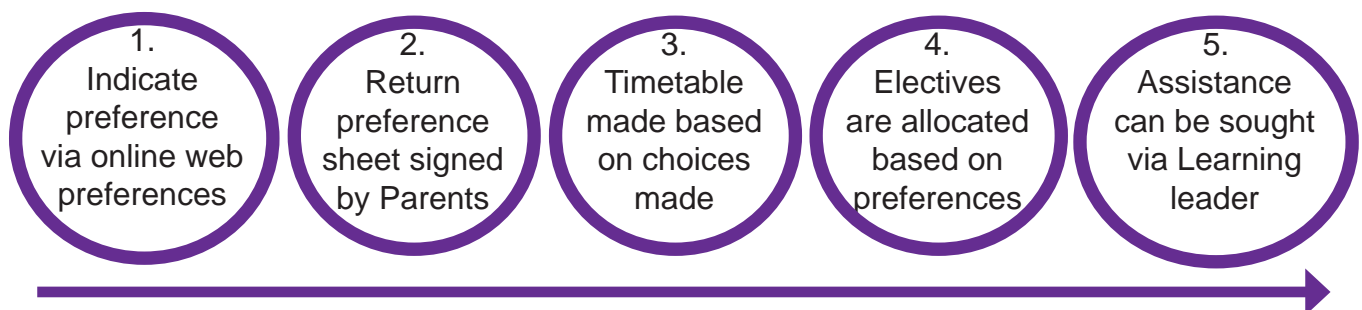 1.
Indicate
preference
via online web
preferences
2.
Return
preference
sheet signed
by Parents
3.
Timetable
made based
on choices
made
4.
Electives
are allocated
based on
preferences
5.
Assistance
can be sought
via Learning
leader